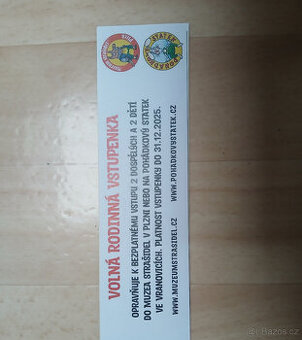 VOLNÁ RODINNÁ VSTUPENKA
OPRAVŇUJE K BEZPLATNÉMU VSTUPU 2 DOSPĚLÝCH A 2 DĚTÍ
DO MUZEA STRAŠIDEL V PLZNI NEBO NA POHÁDKOVÝ STATEK
VE VRANOVICÍCH. PLATNOST VSTUPENKY DO 31.12.2025.
WWW.MUZEUMSTRASIDEL.CZ WWW.POHADKOVYSTATEK.CZ
STATEK